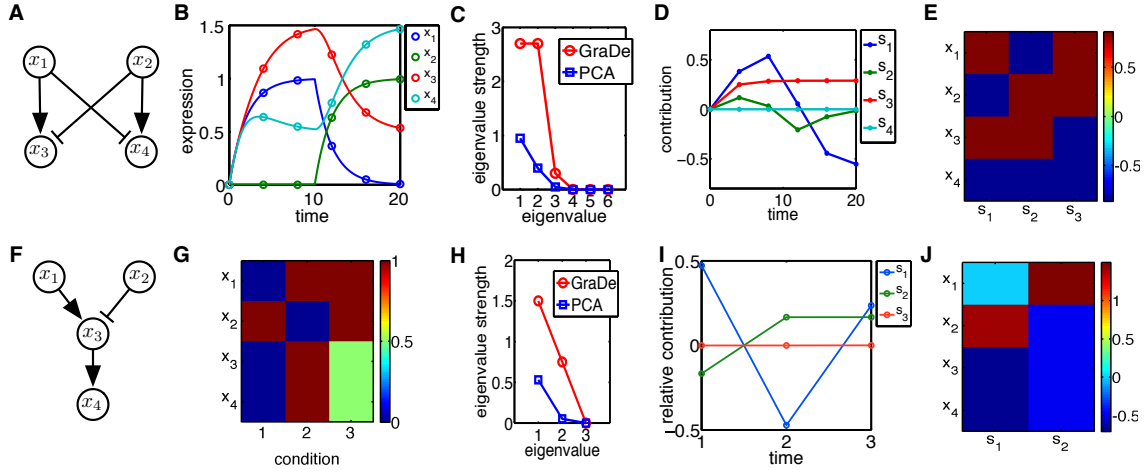 A
x1
x2
x3
x4
B
expression
1.5
1
0.5
0
0
10
20
time
x1
x2
x3
x4
C
eigenvalue strength
3
2.5
2
1.5
1
0.5
0
1 2 3 4 5 6
eigenvalue
GraDe
PCA
D
contribution
0.5
0
−0.5
0
10
20
time
s1
s2
s3
s4
E
x1
x2
x3
x4
s1
s2
s3
0.5
0
-0.5
F
x1
x2
x3
x4
G
x1
x2
x3
x4
1
2
3
condition
1
0.5
0
H
eigenvalue strength
2
1.5
1
0.5
0
1 2 3
eigenvalue
GraDe
PCA
I
relative contribution
0.5
0
−0.5
1
2
3
time
s1
s2
s3
J
x1
x2
x3
x4
s1
s2
1
0.5
0
-0.5